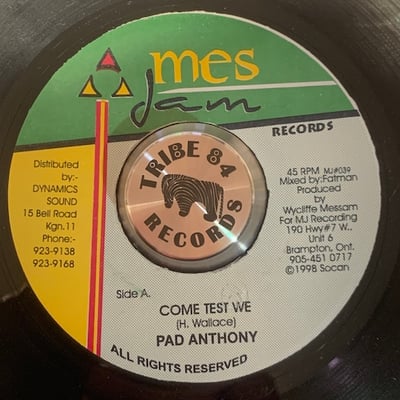 mes
Jam
RECORDS
Distributed
by:-
DYNAMICS
SOUND
15 Bell Road
Kgn.11
Phone:-
923-9138
923-9168
TRIBE 84
RECORDS
45 RPM MJ#039
Mixed by:Fatman
Produced
by
Wycliffe Messam
For MJ Recording
190 Hwy#7 W..
Unit 6
Brampton, Ont.
905-451 0717
©1998 Socan
Side A.
COME TEST WE
(H. Wallace)
PAD ANTHONY
ALL RIGHTS RESERVED